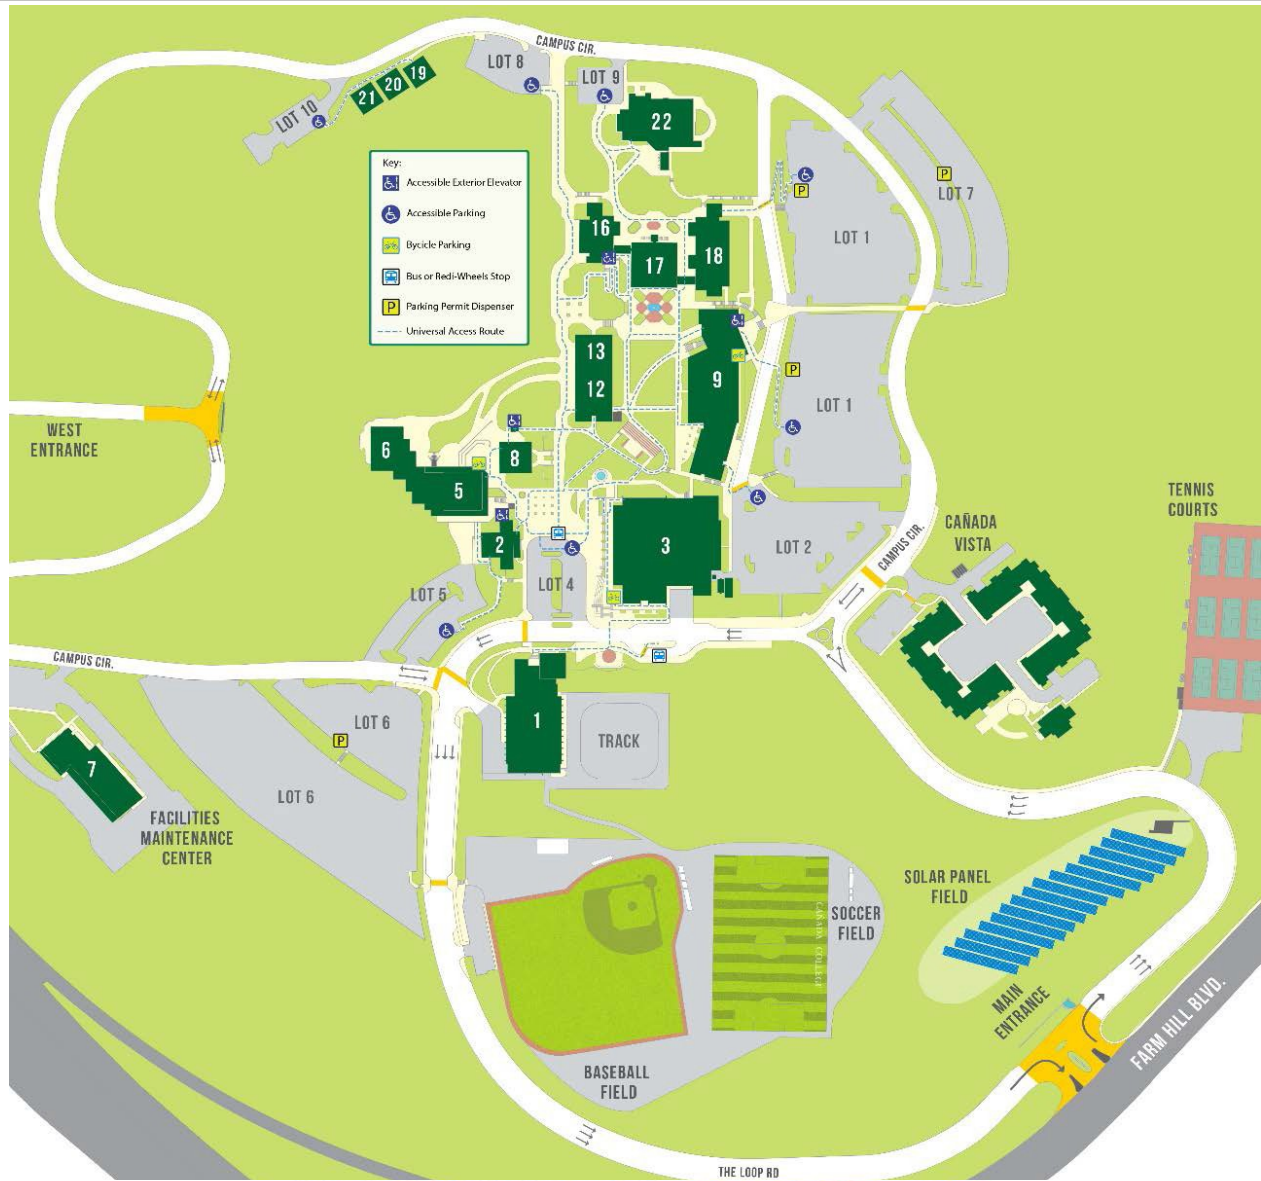 CAMPUS CIR.
LOT 8
LOT 9
19
20
21
LOT 10
22
LOT 7
P
P
Key:
Accessible Exterior Elevator
Accessible Parking
Bycicle Parking
Bus or Redi-Wheels Stop
P Parking Permit Dispenser
Universal Access Route
16
17
18
LOT 1
13
12
9
P
LOT 1
WEST
ENTRANCE
6
8
5
2
3
LOT 2
LOT 4
LOT 5
CAMPUS CIR.
CAÑADA
VISTA
TENNIS
COURTS
CAMPUS CIR.
LOT 6
P
1
TRACK
7
LOT 6
FACILITIES
MAINTENANCE
CENTER
SOLAR PANEL
FIELD
CANADA COLLEGE
SOCCER
FIELD
MAIN
ENTRANCE
FARM HILL BLVD.
BASEBALL
FIELD
THE LOOP RD